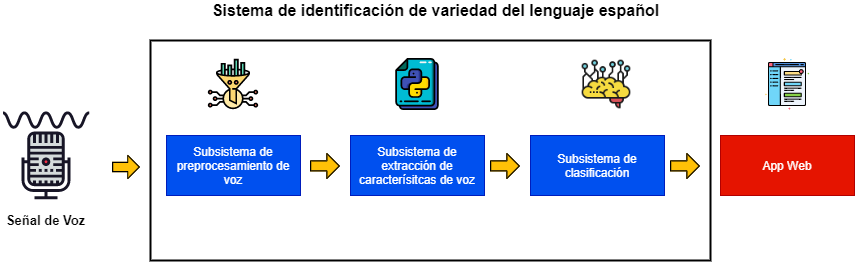 Sistema de identificación de variedad del lenguaje español
Subsistema de
preprocesamiento de
voz
Subsistema de
extracción de
caracterísitcas de voz
Subsistema de
clasificación
App Web
Señal de Voz